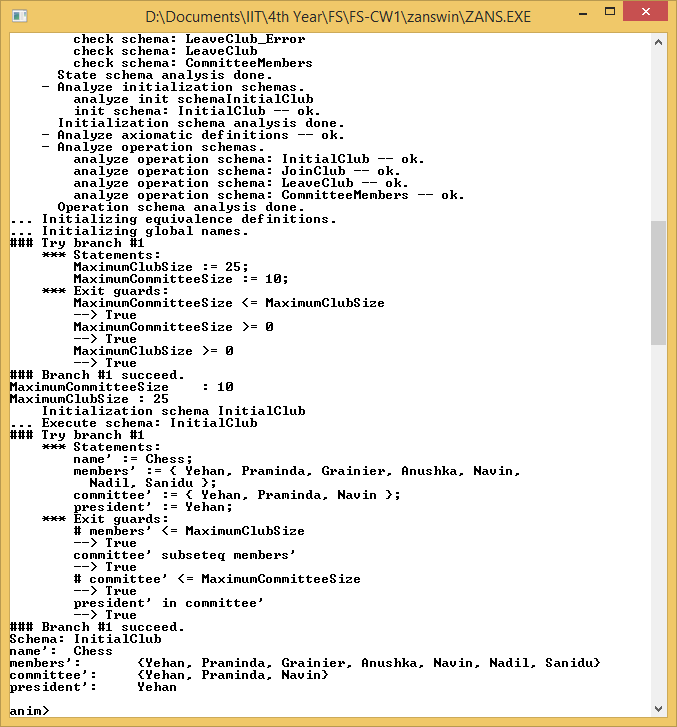 D:\Documents\IIT\4th Year\FS\FS-CW1\zanswin\ZANS.EXE
check schema: LeaveClub_Error
check schema: LeaveClub
check schema: CommitteeMembers
State schema analysis done.
- Analyze initialization schemas.
analyze init schemaInitialClub
init schema: InitialClub -- ok.
Initialization schema analysis done.
- Analyze axiomatic definitions -- ok.
- Analyze operation schemas.
analyze operation schema: InitialClub -- ok.
analyze operation schema: JoinClub -- ok.
analyze operation schema: LeaveClub -- ok.
analyze operation schema: CommitteeMembers -- ok.
Operation schema analysis done.
... Initializing equivalence definitions.
... Initializing global names.
### Try branch #1
*** Statements:
MaximumClubSize := 25;
MaximumCommitteeSize := 10;
*** Exit guards:
MaximumCommitteeSize <= MaximumClubSize
--> True
MaximumCommitteeSize >= 0
--> True
MaximumClubSize >= 0
--> True
### Branch #1 succeed.
MaximumCommitteeSize    : 10
MaximumClubSize : 25
Initialization schema InitialClub
... Execute schema: InitialClub
### Try branch #1
*** Statements:
name' := Chess;
members' := { Yehan, Praminda, Grainier, Anushka, Navin,
Nadil, Sanidu };
committee' := { Yehan, Praminda, Navin };
president' := Yehan;
*** Exit guards:
# members' <= MaximumClubSize
--> True
committee' subseteq members'
--> True
# committee' <= MaximumCommitteeSize
--> True
president' in committee'
--> True
### Branch #1 succeed.
Schema: InitialClub
name':  Chess
members':       {Yehan, Praminda, Grainier, Anushka, Navin, Nadil, Sanidu}
committee':     {Yehan, Praminda, Navin}
president':     Yehan
anim>